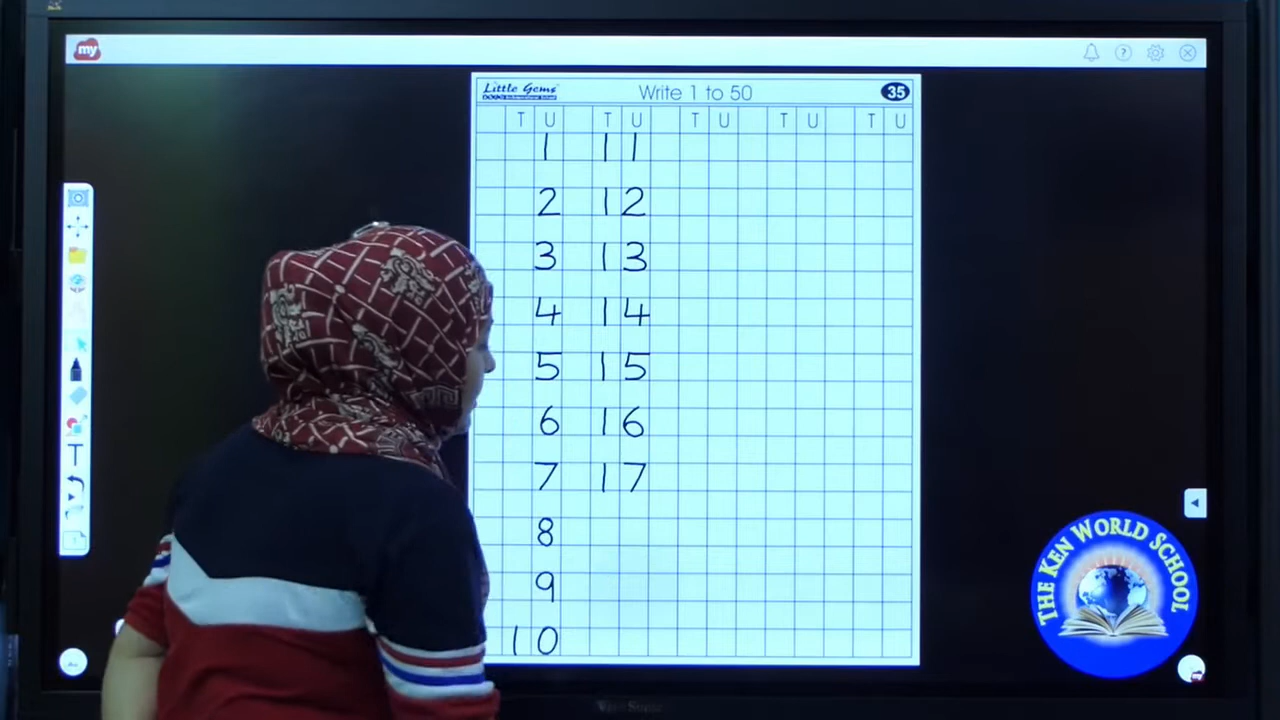 my
Little Gems
Write 1 to 50
35
T U T U T U T U T U
1 11
2 12
3 13
4 14
5 15
6 16
7 17
8
9
10
T
THE KEN WORLD SCHOOL